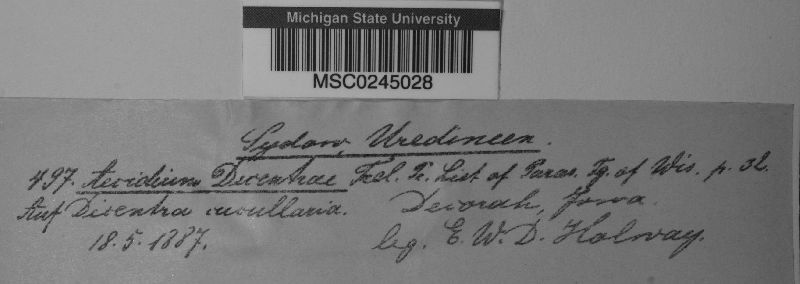 Michigan State University
MSC0245028
Sydow, Uredineen.
497. Aecidium Dicentrae Trel. Pr. List of Paras. Fg. of Wis. p. 32.
Auf Dicentra cucullaria. Decorah, Iowa.
18.5.1887. leg. E. W. D. Holway.